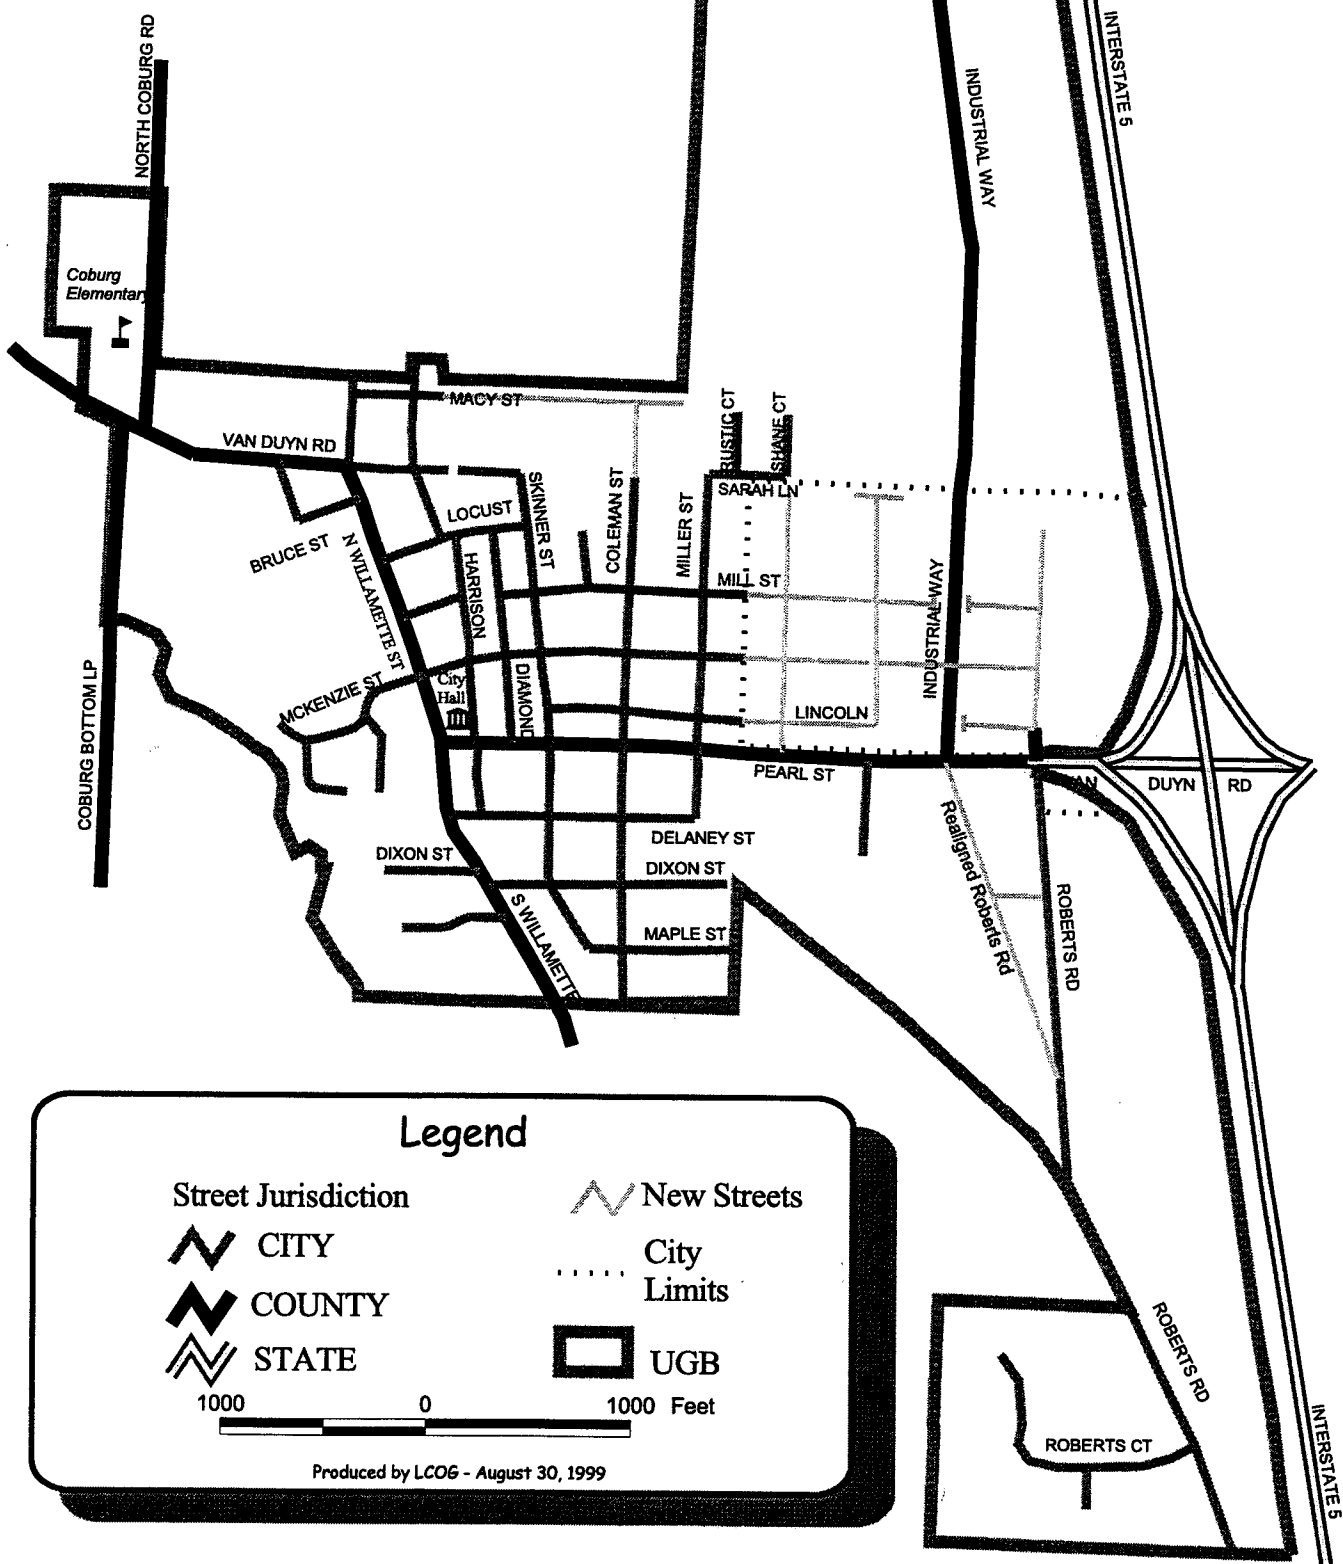 NORTH COBURG RD
INTERSTATE 5
INDUSTRIAL WAY
Coburg
Elementary
MACY ST
RUSTIC CT
SHANE CT
VAN DUYN RD
SARAH LN
SKINNER ST
COLEMAN ST
MILLER ST
LOCUST
BRUCE ST
N WILLAMETTE ST
HARRISON
MILL ST
INDUSTRIAL WAY
COBURG BOTTOM LP
MCKENZIE ST
City
Hall
DIAMOND
LINCOLN
PEARL ST
VAN DUYN RD
DELANEY ST
DIXON ST
DIXON ST
Realigned Roberts Rd
ROBERTS RD
S WILLAMETTE
MAPLE ST
Legend
Street Jurisdiction
CITY
COUNTY
STATE
New Streets
City
Limits
UGB
1000 0 1000 Feet
Produced by LCOG - August 30, 1999
ROBERTS RD
ROBERTS CT
INTERSTATE 5